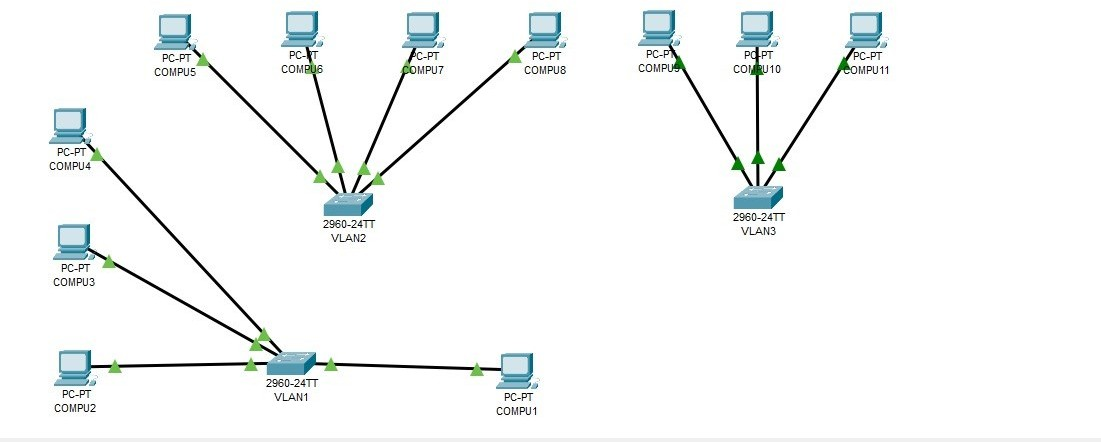 PC-PT
COMPU5
PC-PT
COMPU6
PC-PT
COMPU7
PC-PT
COMPU8
PC-PT
COMPU9
PC-PT
COMPU10
PC-PT
COMPU11
PC-PT
COMPU4
2960-24TT
VLAN2
2960-24TT
VLAN3
PC-PT
COMPU3
2960-24TT
VLAN1
PC-PT
COMPU2
PC-PT
COMPU1